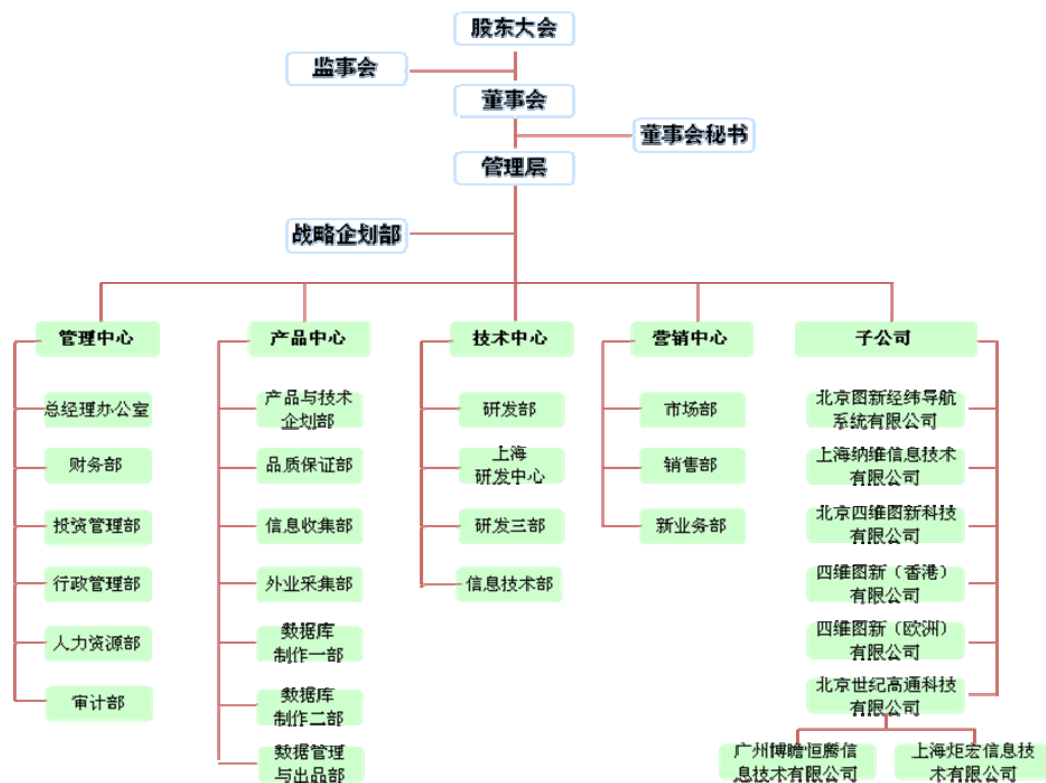 股东大会
监事会
董事会
董事会秘书
管理层
战略企划部
管理中心
总经理办公室
财务部
投资管理部
行政管理部
人力资源部
审计部
产品中心
产品与技术
企划部
品质保证部
信息收集部
外业采集部
数据库
制作一部
数据库
制作二部
数据管理
与出品部
技术中心
研发部
上海
研发中心
研发三部
信息技术部
营销中心
市场部
销售部
新业务部
子公司
北京图新经纬导航
系统有限公司
上海纳维信息技术
有限公司
北京四维图新科技
有限公司
四维图新（香港）
有限公司
四维图新（欧洲）
有限公司
北京世纪高通科技
有限公司
广州博瞻恒腾信
息技术有限公司
上海炬宏信息技
术有限公司